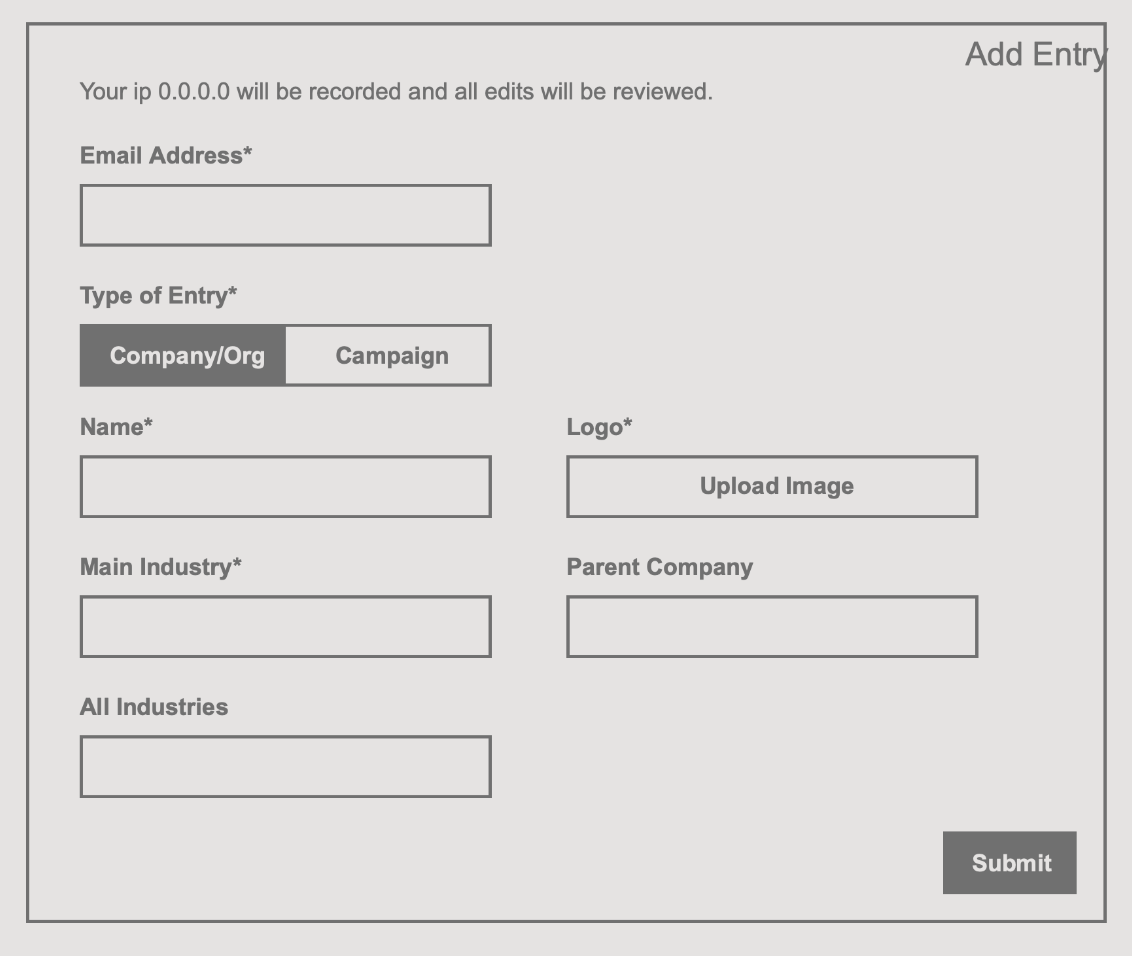 Add Entry
Your ip 0.0.0.0 will be recorded and all edits will be reviewed.
Email Address*
Type of Entry*
Company/Org Campaign
Name* Logo*
Upload Image
Main Industry* Parent Company
All Industries
Submit